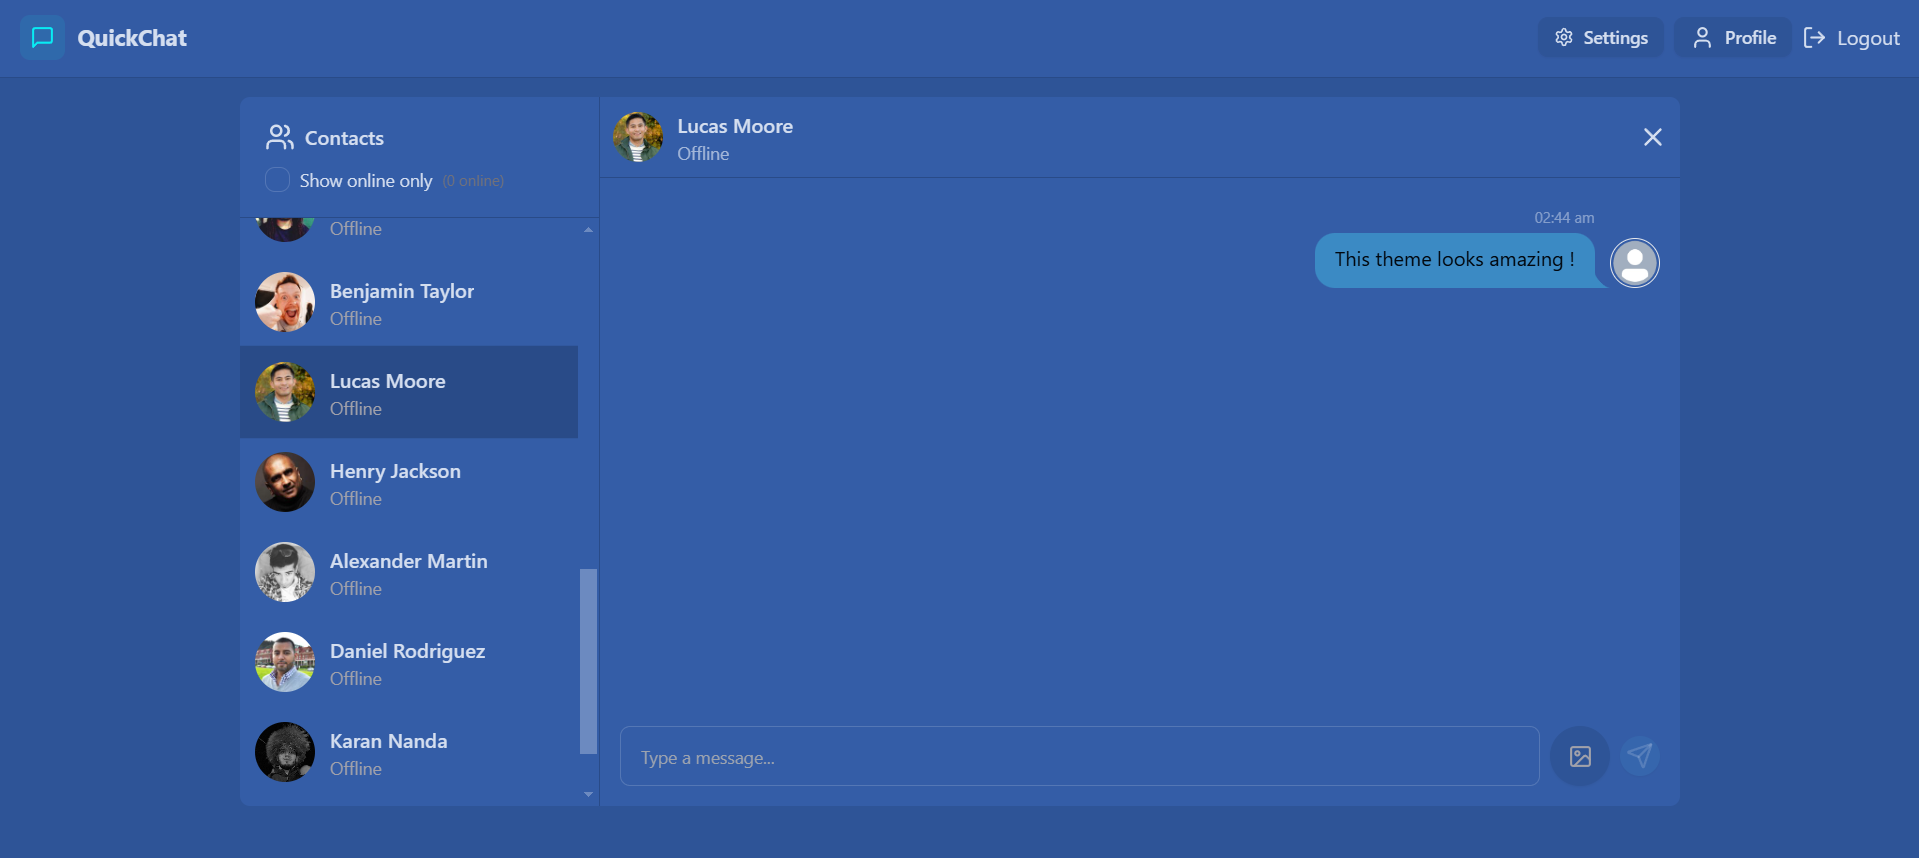 QuickChat
Settings
Profile
Logout
Contacts
Show online only (0 online)
Offline
Benjamin Taylor
Offline
Lucas Moore
Offline
Henry Jackson
Offline
Alexander Martin
Offline
Daniel Rodriguez
Offline
Karan Nanda
Offline
Lucas Moore
Offline
02:44 am
This theme looks amazing !
Type a message...